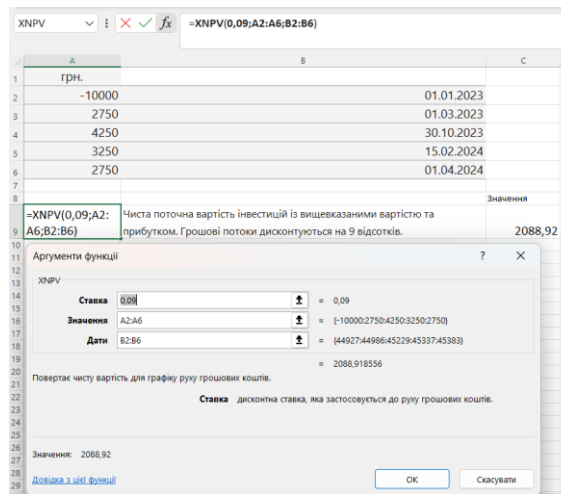 XNPV
fx
=XNPV(0,09;A2:A6;B2:B6)
A B C
1 грн.
2 -10000 01.01.2023
3 2750 01.03.2023
4 4250 30.10.2023
5 3250 15.02.2024
6 2750 01.04.2024
7
8 Значення
=XNPV(0,09;A2: Чиста поточна вартість інвестицій із вищевказаними вартістю та
9 A6;B2:B6) прибутком. Грошові потоки дисконтуються на 9 відсотків. 2088,92
10
11 Аргументи функції ? ×
12
13 XNPV
14 Ставка 0,09 = 0,09
15
16 Значення A2:A6 = {-10000:2750:4250:3250:2750}
17 Дати B2:B6 = {44927:44986:45229:45337:45383}
18
19 = 2088,918556
20 Повертає чисту вартість для графіку руху грошових коштів.
21
22 Ставка дисконтна ставка, яка застосовується до руху грошових коштів.
23
24
25
26 Значення: 2088,92
27
28 Довідка з цієї функції OK Скасувати
29